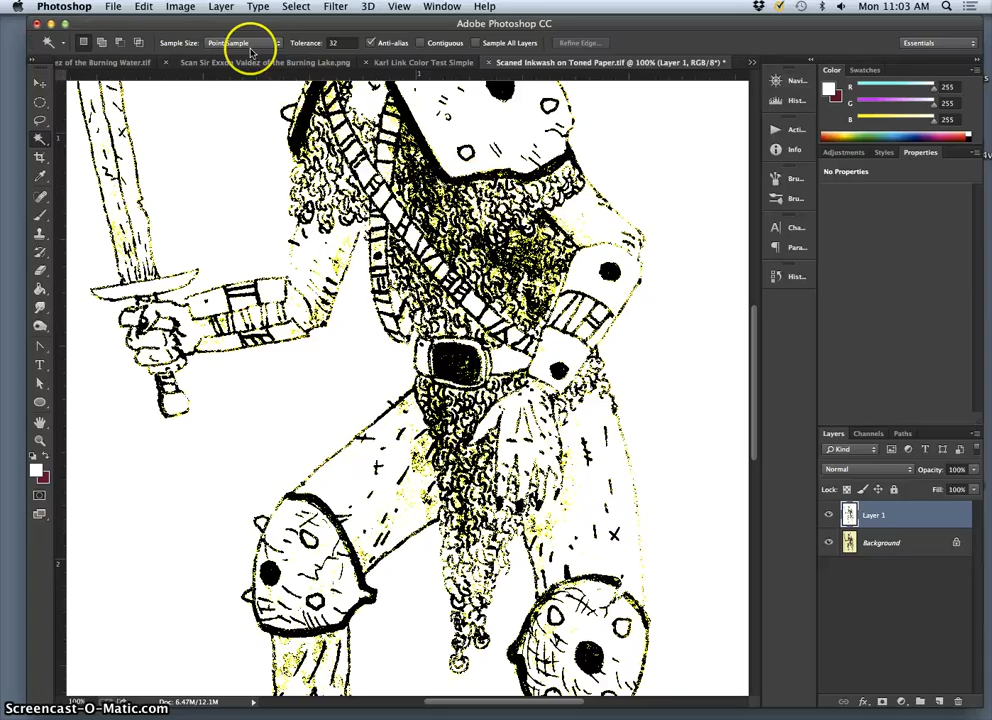 Photoshop File Edit Image Layer Type Select Filter 3D View Window Help Mon 11:03 AM
Adobe Photoshop CC
Sample Size: Point Sample Tolerance: 32 Anti-alias Contiguous Sample All Layers Refine Edge... Essentials
ez of the Burning Water.tif × Scan Sir Exxon Valdez of the Burning Lake.png × Karl Link Color Test Simple × Scaned Inkwash on Toned Paper.tif @ 100% (Layer 1, RGB/8*) *
Navi...
Hist...
Acti...
Info
Bru...
Bru...
Cha...
Para...
Hist...
Color Swatches
R 255
G 255
B 255
Adjustments Styles Properties
No Properties
Layers Channels Paths
Kind
Normal Opacity: 100%
Lock: Fill: 100%
Layer 1
Background
100% Doc: 6.47M/12.1M
Screencast-O-Matic.com